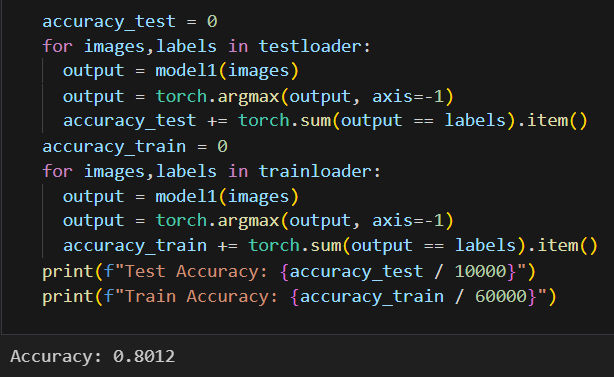 accuracy_test = 0
for images,labels in testloader:
  output = model1(images)
  output = torch.argmax(output, axis=-1)
  accuracy_test += torch.sum(output == labels).item()
accuracy_train = 0
for images,labels in trainloader:
  output = model1(images)
  output = torch.argmax(output, axis=-1)
  accuracy_train += torch.sum(output == labels).item()
print(f"Test Accuracy: {accuracy_test / 10000}")
print(f"Train Accuracy: {accuracy_train / 60000}")
Accuracy: 0.8012